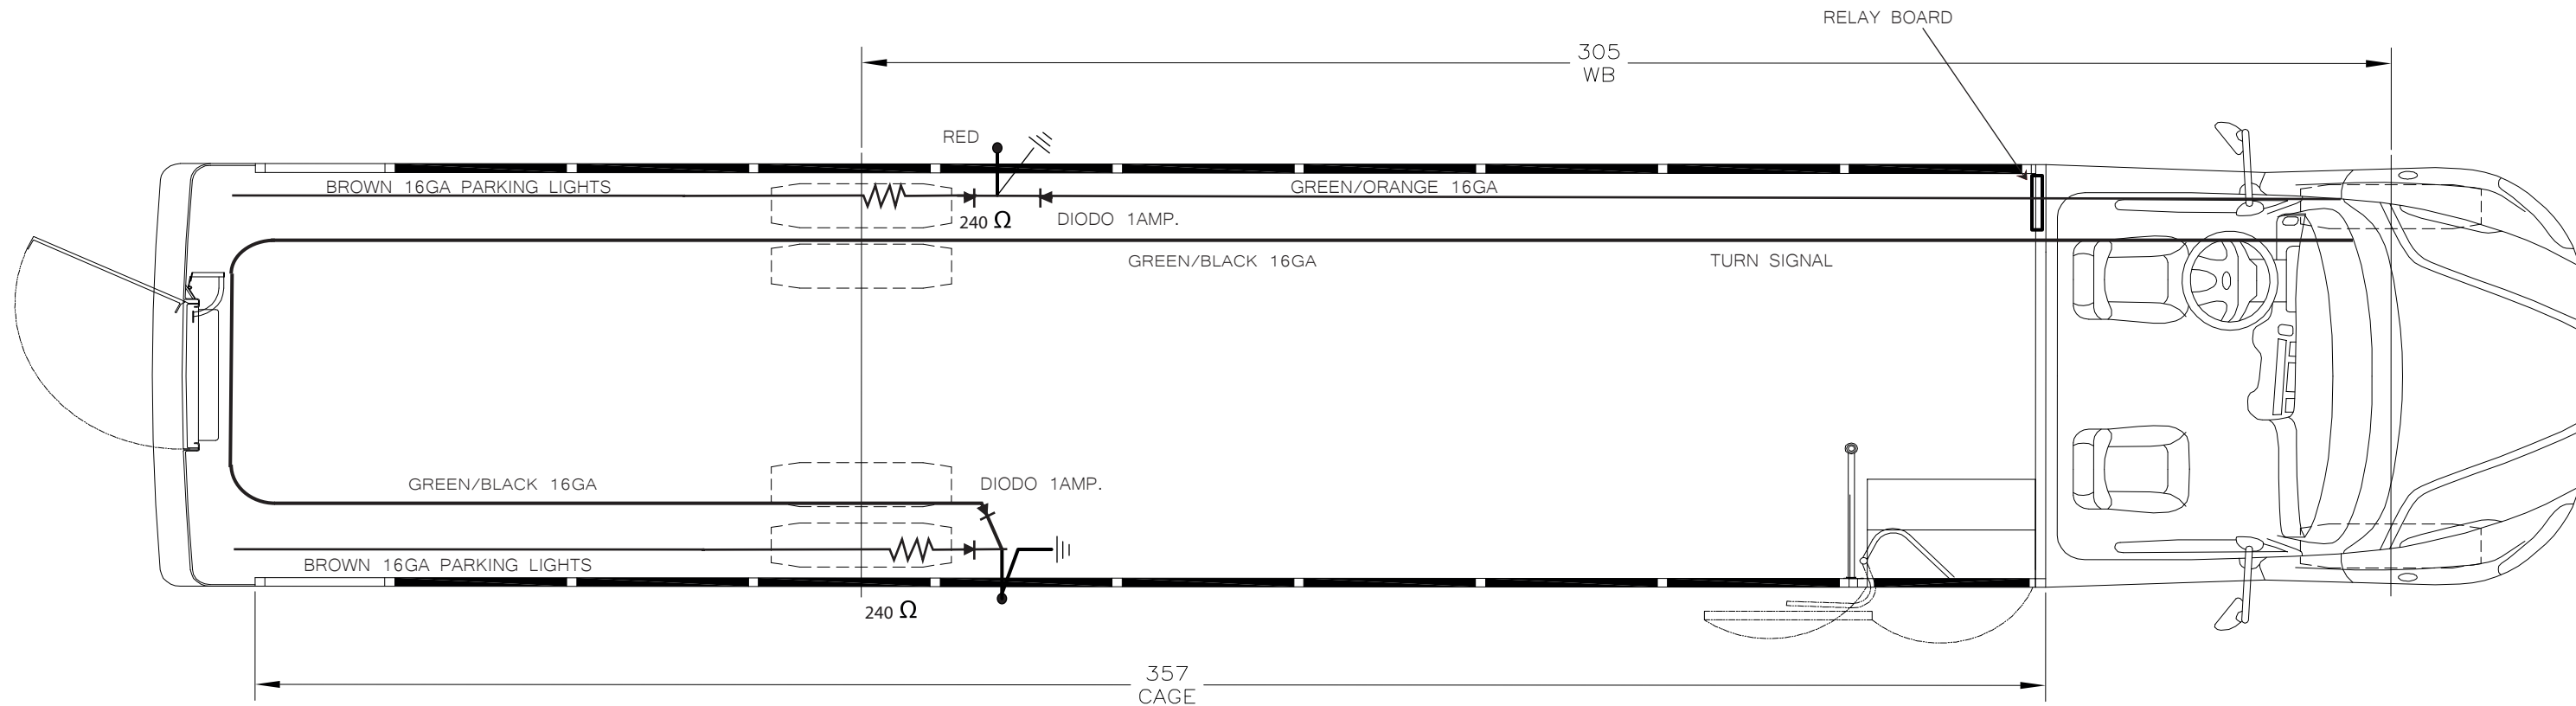 RELAY BOARD
305
WB
RED
BROWN 16GA PARKING LIGHTS
GREEN/ORANGE 16GA
240 Ω
DIODO 1AMP.
GREEN/BLACK 16GA
TURN SIGNAL
GREEN/BLACK 16GA
DIODO 1AMP.
BROWN 16GA PARKING LIGHTS
240 Ω
357
CAGE